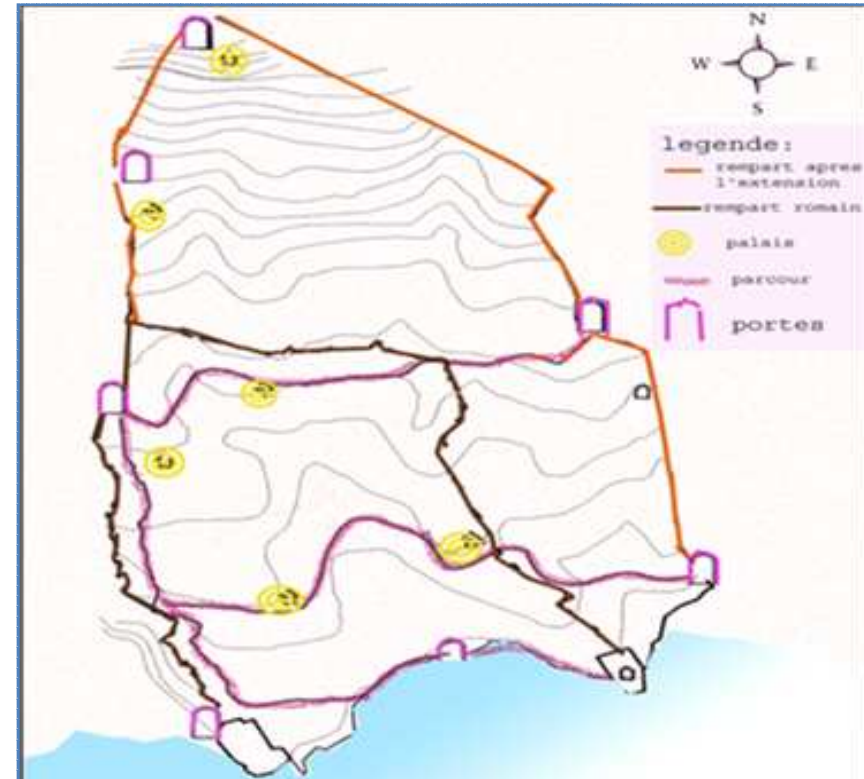 N
W E
S
legende:
rempart apres
l'extension
rempart romain
palais
parcour
portes